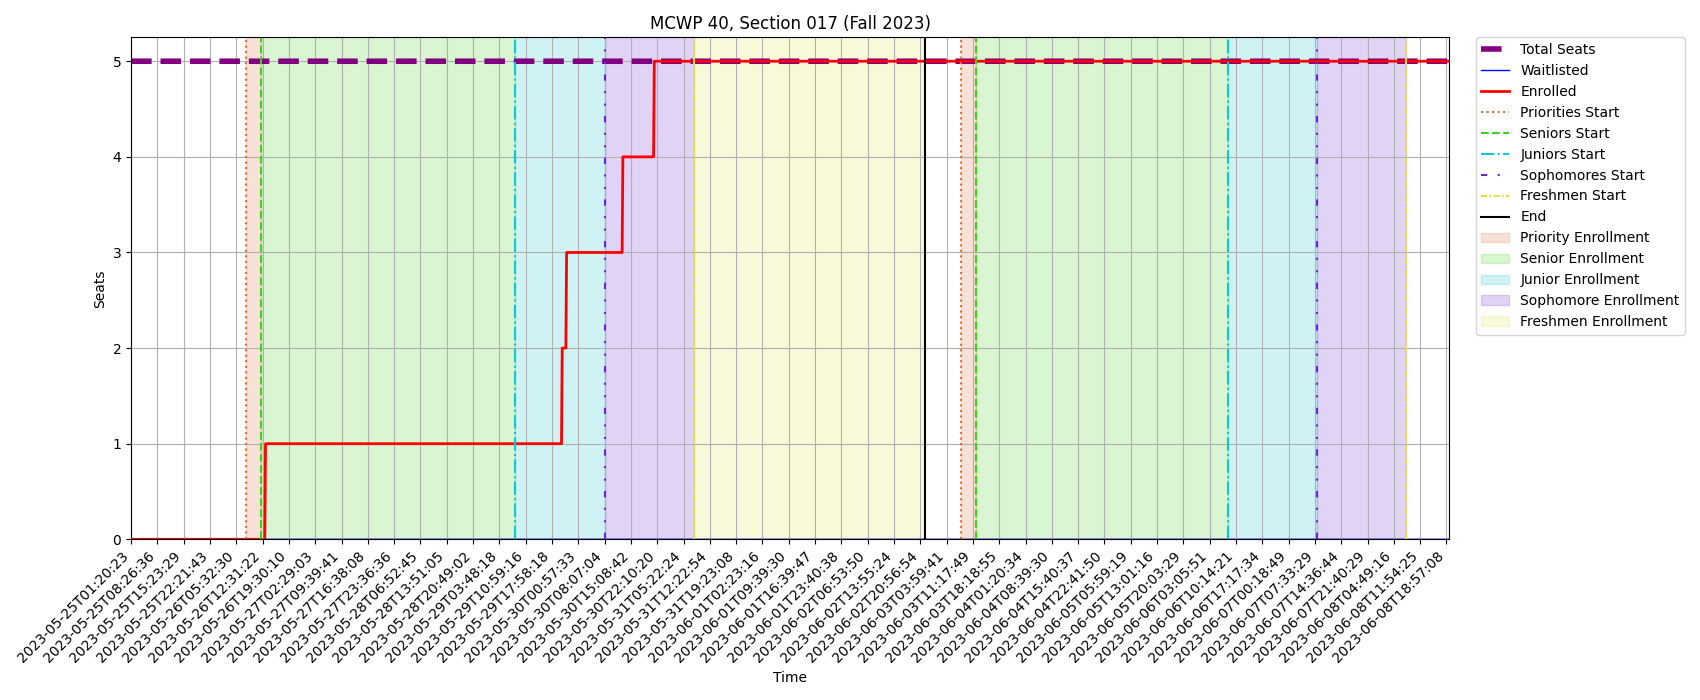 MCWP 40, Section 017 (Fall 2023)
Seats
5
4
3
2
1
0
2023-05-25T01:20:23
2023-05-25T08:26:36
2023-05-25T15:23:29
2023-05-25T22:21:43
2023-05-26T05:32:30
2023-05-26T12:31:22
2023-05-26T19:30:10
2023-05-27T02:29:03
2023-05-27T09:39:41
2023-05-27T16:38:08
2023-05-27T23:36:36
2023-05-28T06:52:45
2023-05-28T13:51:05
2023-05-28T20:49:02
2023-05-29T03:48:18
2023-05-29T10:59:16
2023-05-29T17:58:18
2023-05-30T00:57:33
2023-05-30T08:07:04
2023-05-30T15:08:42
2023-05-30T22:10:20
2023-05-31T05:22:24
2023-05-31T12:22:54
2023-05-31T19:23:08
2023-06-01T02:23:16
2023-06-01T09:39:30
2023-06-01T16:39:47
2023-06-01T23:40:38
2023-06-02T06:53:50
2023-06-02T13:55:24
2023-06-02T20:56:54
2023-06-03T03:59:41
2023-06-03T11:17:49
2023-06-03T18:18:55
2023-06-04T01:20:34
2023-06-04T08:39:30
2023-06-04T15:40:37
2023-06-04T22:41:50
2023-06-05T05:59:19
2023-06-05T13:01:16
2023-06-05T20:03:29
2023-06-06T03:05:51
2023-06-06T10:14:21
2023-06-06T17:17:34
2023-06-07T00:18:49
2023-06-07T07:33:29
2023-06-07T14:36:44
2023-06-07T21:40:29
2023-06-08T04:49:16
2023-06-08T11:54:25
2023-06-08T18:57:08
Time
Total Seats
Waitlisted
Enrolled
Priorities Start
Seniors Start
Juniors Start
Sophomores Start
Freshmen Start
End
Priority Enrollment
Senior Enrollment
Junior Enrollment
Sophomore Enrollment
Freshmen Enrollment